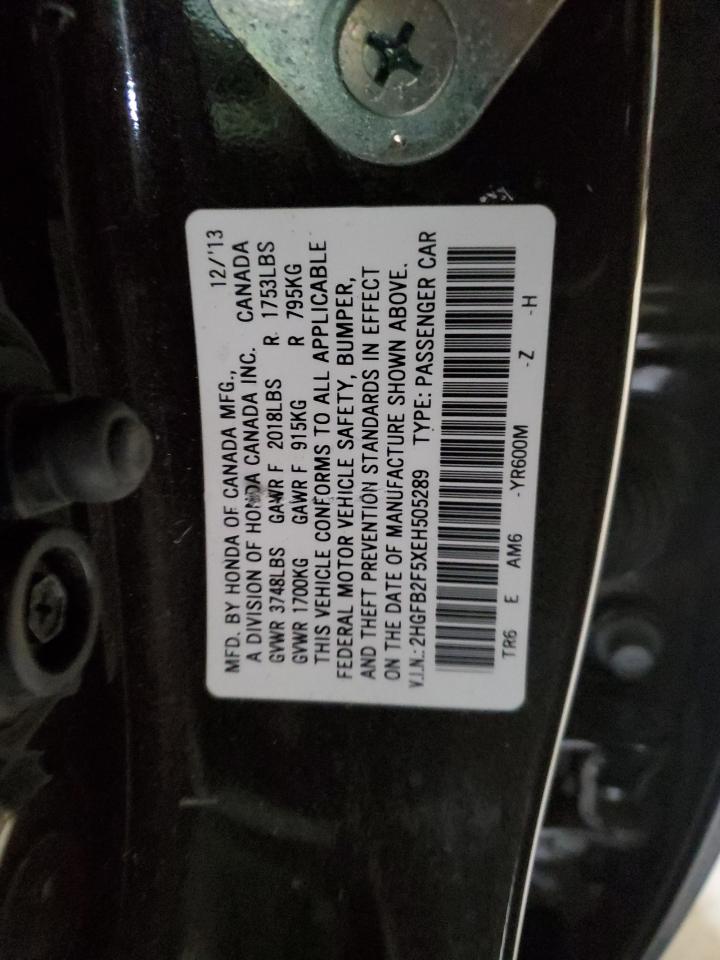 MFD. BY HONDA OF CANADA MFG., 12/'13
A DIVISION OF HONDA CANADA INC. CANADA
GVWR 3748LBS GAWR F 2018LBS R 1753LBS
GVWR 1700KG GAWR F 915KG R 795KG
THIS VEHICLE CONFORMS TO ALL APPLICABLE
FEDERAL MOTOR VEHICLE SAFETY, BUMPER,
AND THEFT PREVENTION STANDARDS IN EFFECT
ON THE DATE OF MANUFACTURE SHOWN ABOVE.
V.I.N.: 2HGFB2F5XEH505289 TYPE: PASSENGER CAR
TR6 E AM6 -YR600M -Z -H